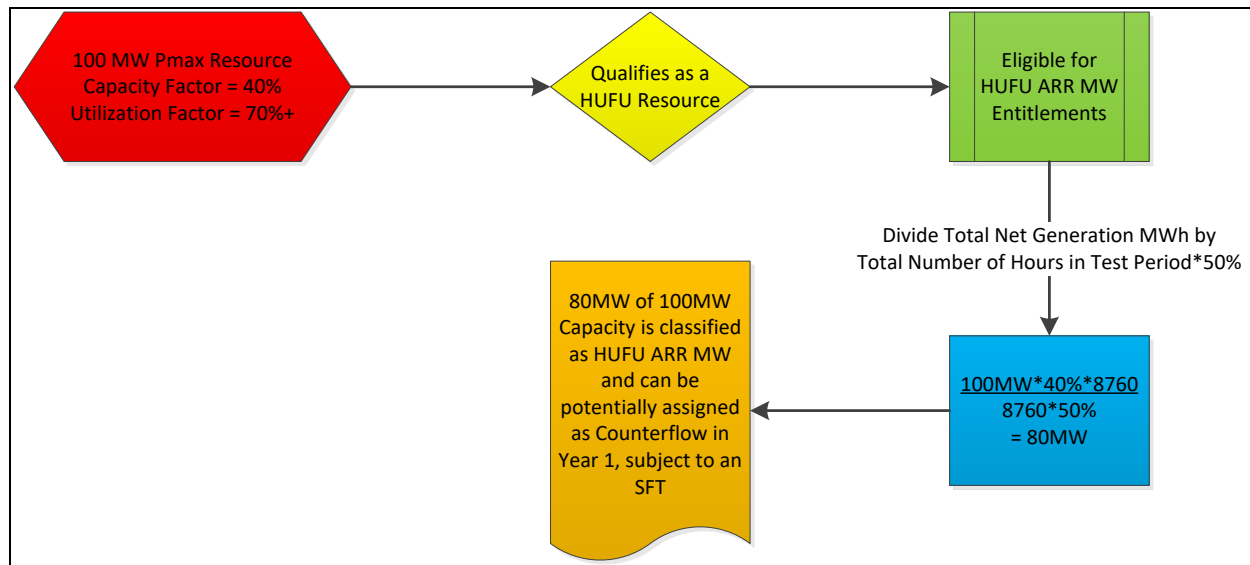 100 MW Pmax Resource
Capacity Factor = 40%
Utilization Factor = 70%+
Qualifies as a
HUFU Resource
Eligible for
HUFU ARR MW
Entitlements
Divide Total Net Generation MWh by
Total Number of Hours in Test Period*50%
100MW*40%*8760
8760*50%
= 80MW
80MW of 100MW
Capacity is classified
as HUFU ARR MW
and can be
potentially assigned
as Counterflow in
Year 1, subject to an
SFT